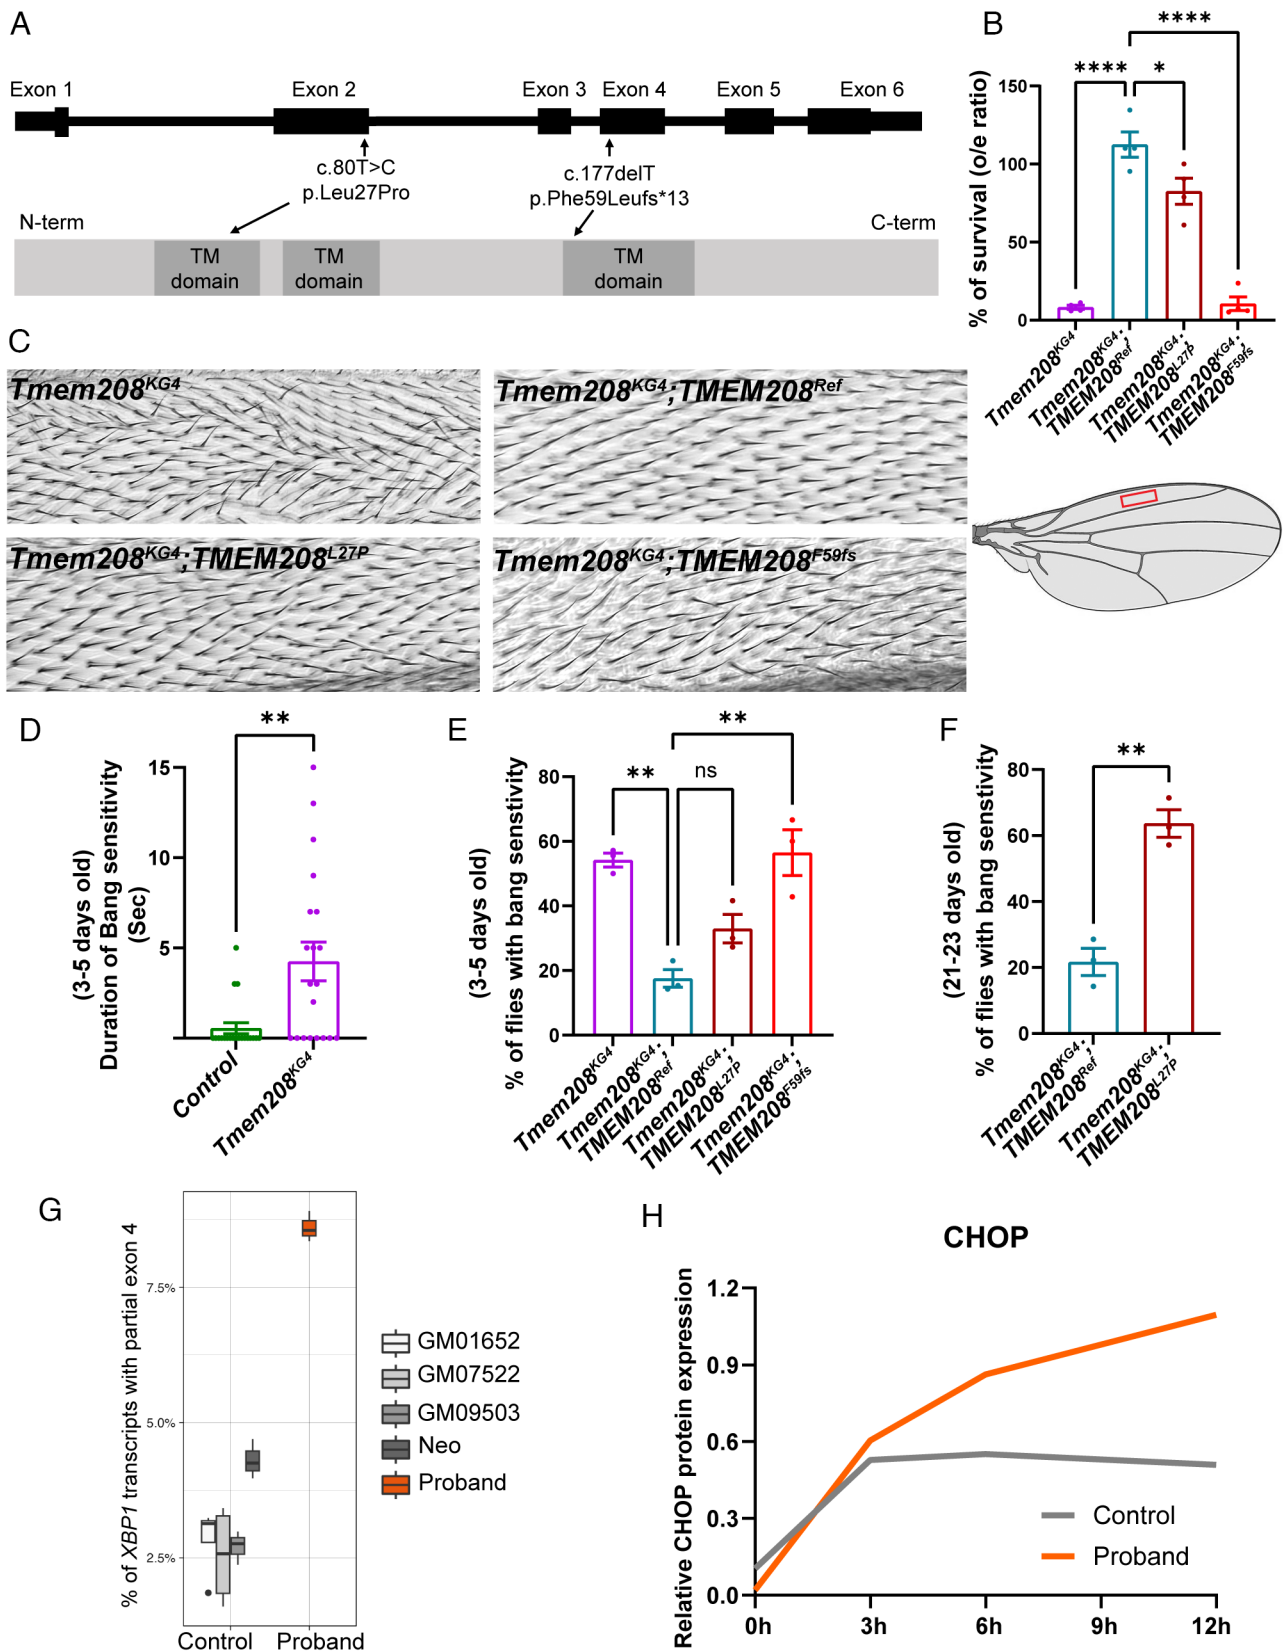 A
Exon 1
Exon 2
Exon 3
Exon 4
Exon 5
Exon 6
c.80T>C
p.Leu27Pro
c.177delT
p.Phe59Leufs*13
N-term
C-term
TM
domain
TM
domain
TM
domain
B
% of survival (o/e ratio)
150
100
50
0
****
*
****
Tmem208KG4
Tmem208KG4;
TMEM208Ref
Tmem208KG4;
TMEM208L27P
Tmem208KG4;
TMEM208F59fs
C
Tmem208KG4
Tmem208KG4;TMEM208Ref
Tmem208KG4;TMEM208L27P
Tmem208KG4;TMEM208F59fs
D
(3-5 days old)
Duration of Bang sensitivity
(Sec)
15
10
5
**
Control
Tmem208KG4
E
(3-5 days old)
% of flies with bang senstivity
80
60
40
20
0
**
ns
**
Tmem208KG4
Tmem208KG4;
TMEM208Ref
Tmem208KG4;
TMEM208L27P
Tmem208KG4;
TMEM208F59fs
F
(21-23 days old)
% of flies with bang senstivity
80
60
40
20
0
**
Tmem208KG4;
TMEM208Ref
Tmem208KG4;
TMEM208L27P
G
% of XBP1 transcripts with partial exon 4
7.5%
5.0%
2.5%
Control
Proband
GM01652
GM07522
GM09503
Neo
Proband
H
CHOP
Relative CHOP protein expression
1.2
0.9
0.6
0.3
0.0
0h
3h
6h
9h
12h
Control
Proband